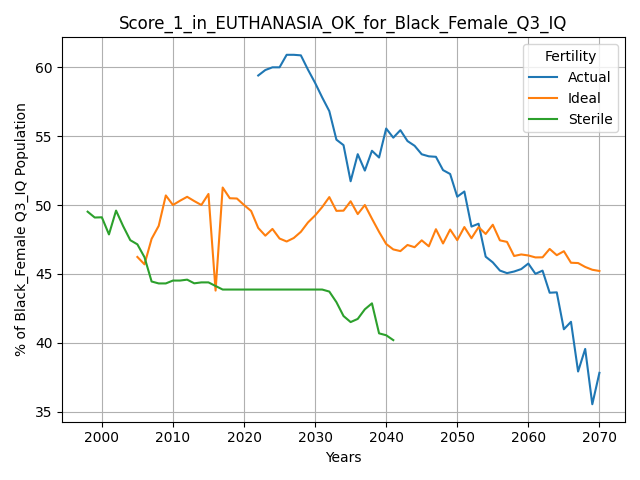 Score_1_in_EUTHANASIA_OK_for_Black_Female_Q3_IQ
Fertility
Actual
Ideal
Sterile
% of Black_Female Q3_IQ Population
60
55
50
45
40
35
2000
2010
2020
2030
2040
2050
2060
2070
Years